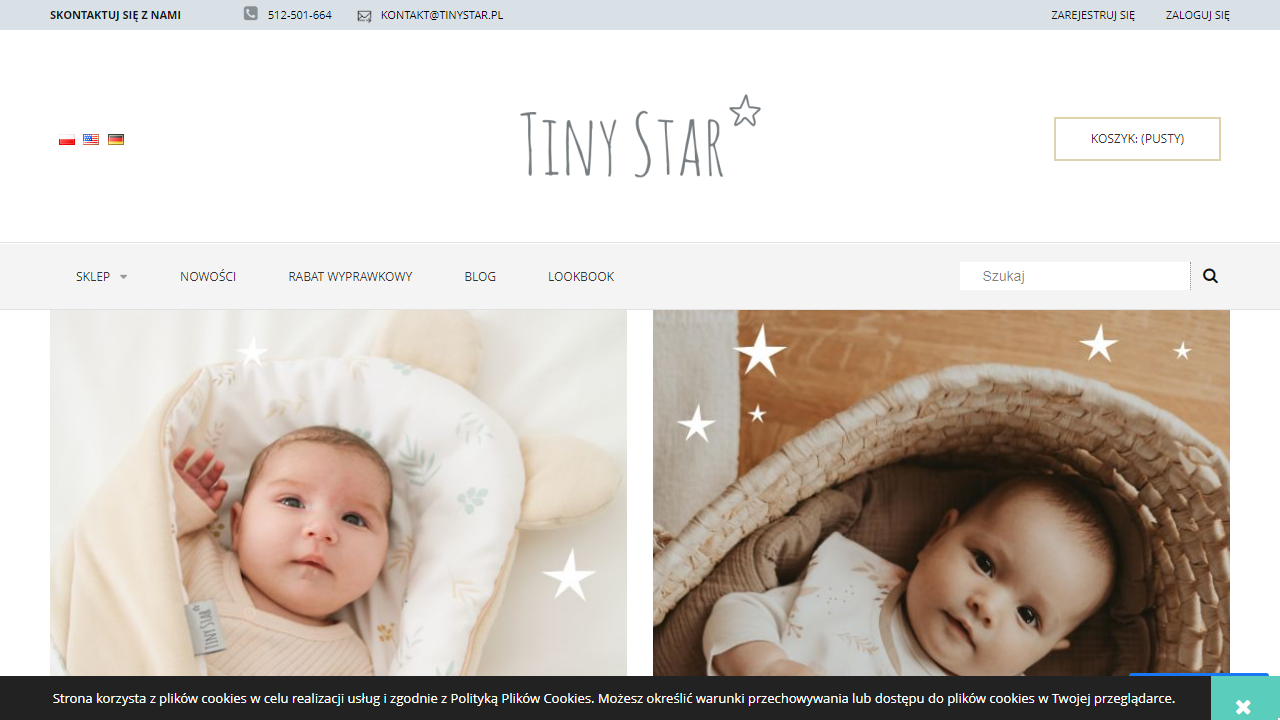 SKONTAKTUJ SIĘ Z NAMI 512-501-664 KONTAKT@TINYSTAR.PL ZAREJESTRUJ SIĘ ZALOGUJ SIĘ
TINY STAR
KOSZYK: (PUSTY)
SKLEP NOWOŚCI RABAT WYPRAWKOWY BLOG LOOKBOOK Szukaj
TINY STAR
Strona korzysta z plików cookies w celu realizacji usług i zgodnie z Polityką Plików Cookies. Możesz określić warunki przechowywania lub dostępu do plików cookies w Twojej przeglądarce.